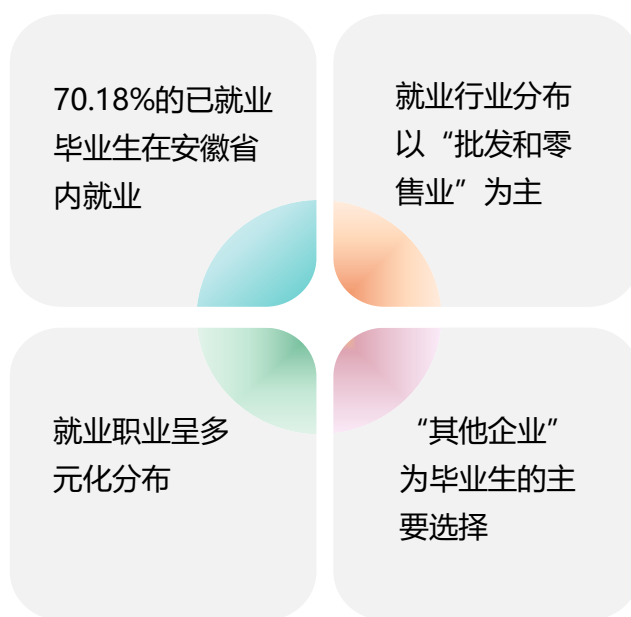 70.18%的已就业
毕业生在安徽省
内就业
就业行业分布
以“批发和零
售业”为主
就业职业呈多
元化分布
“其他企业”
为毕业生的主
要选择